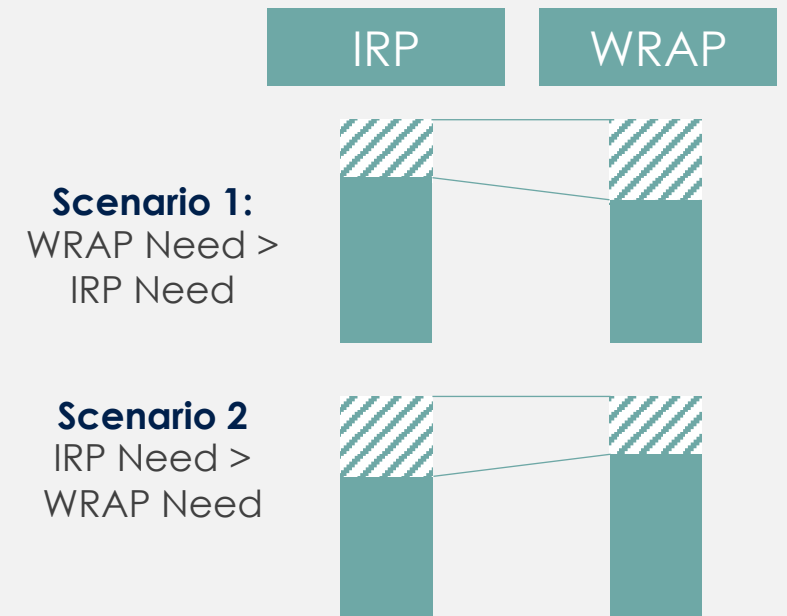 IRP
WRAP
Scenario 1:
WRAP Need >
IRP Need
Scenario 2
IRP Need >
WRAP Need